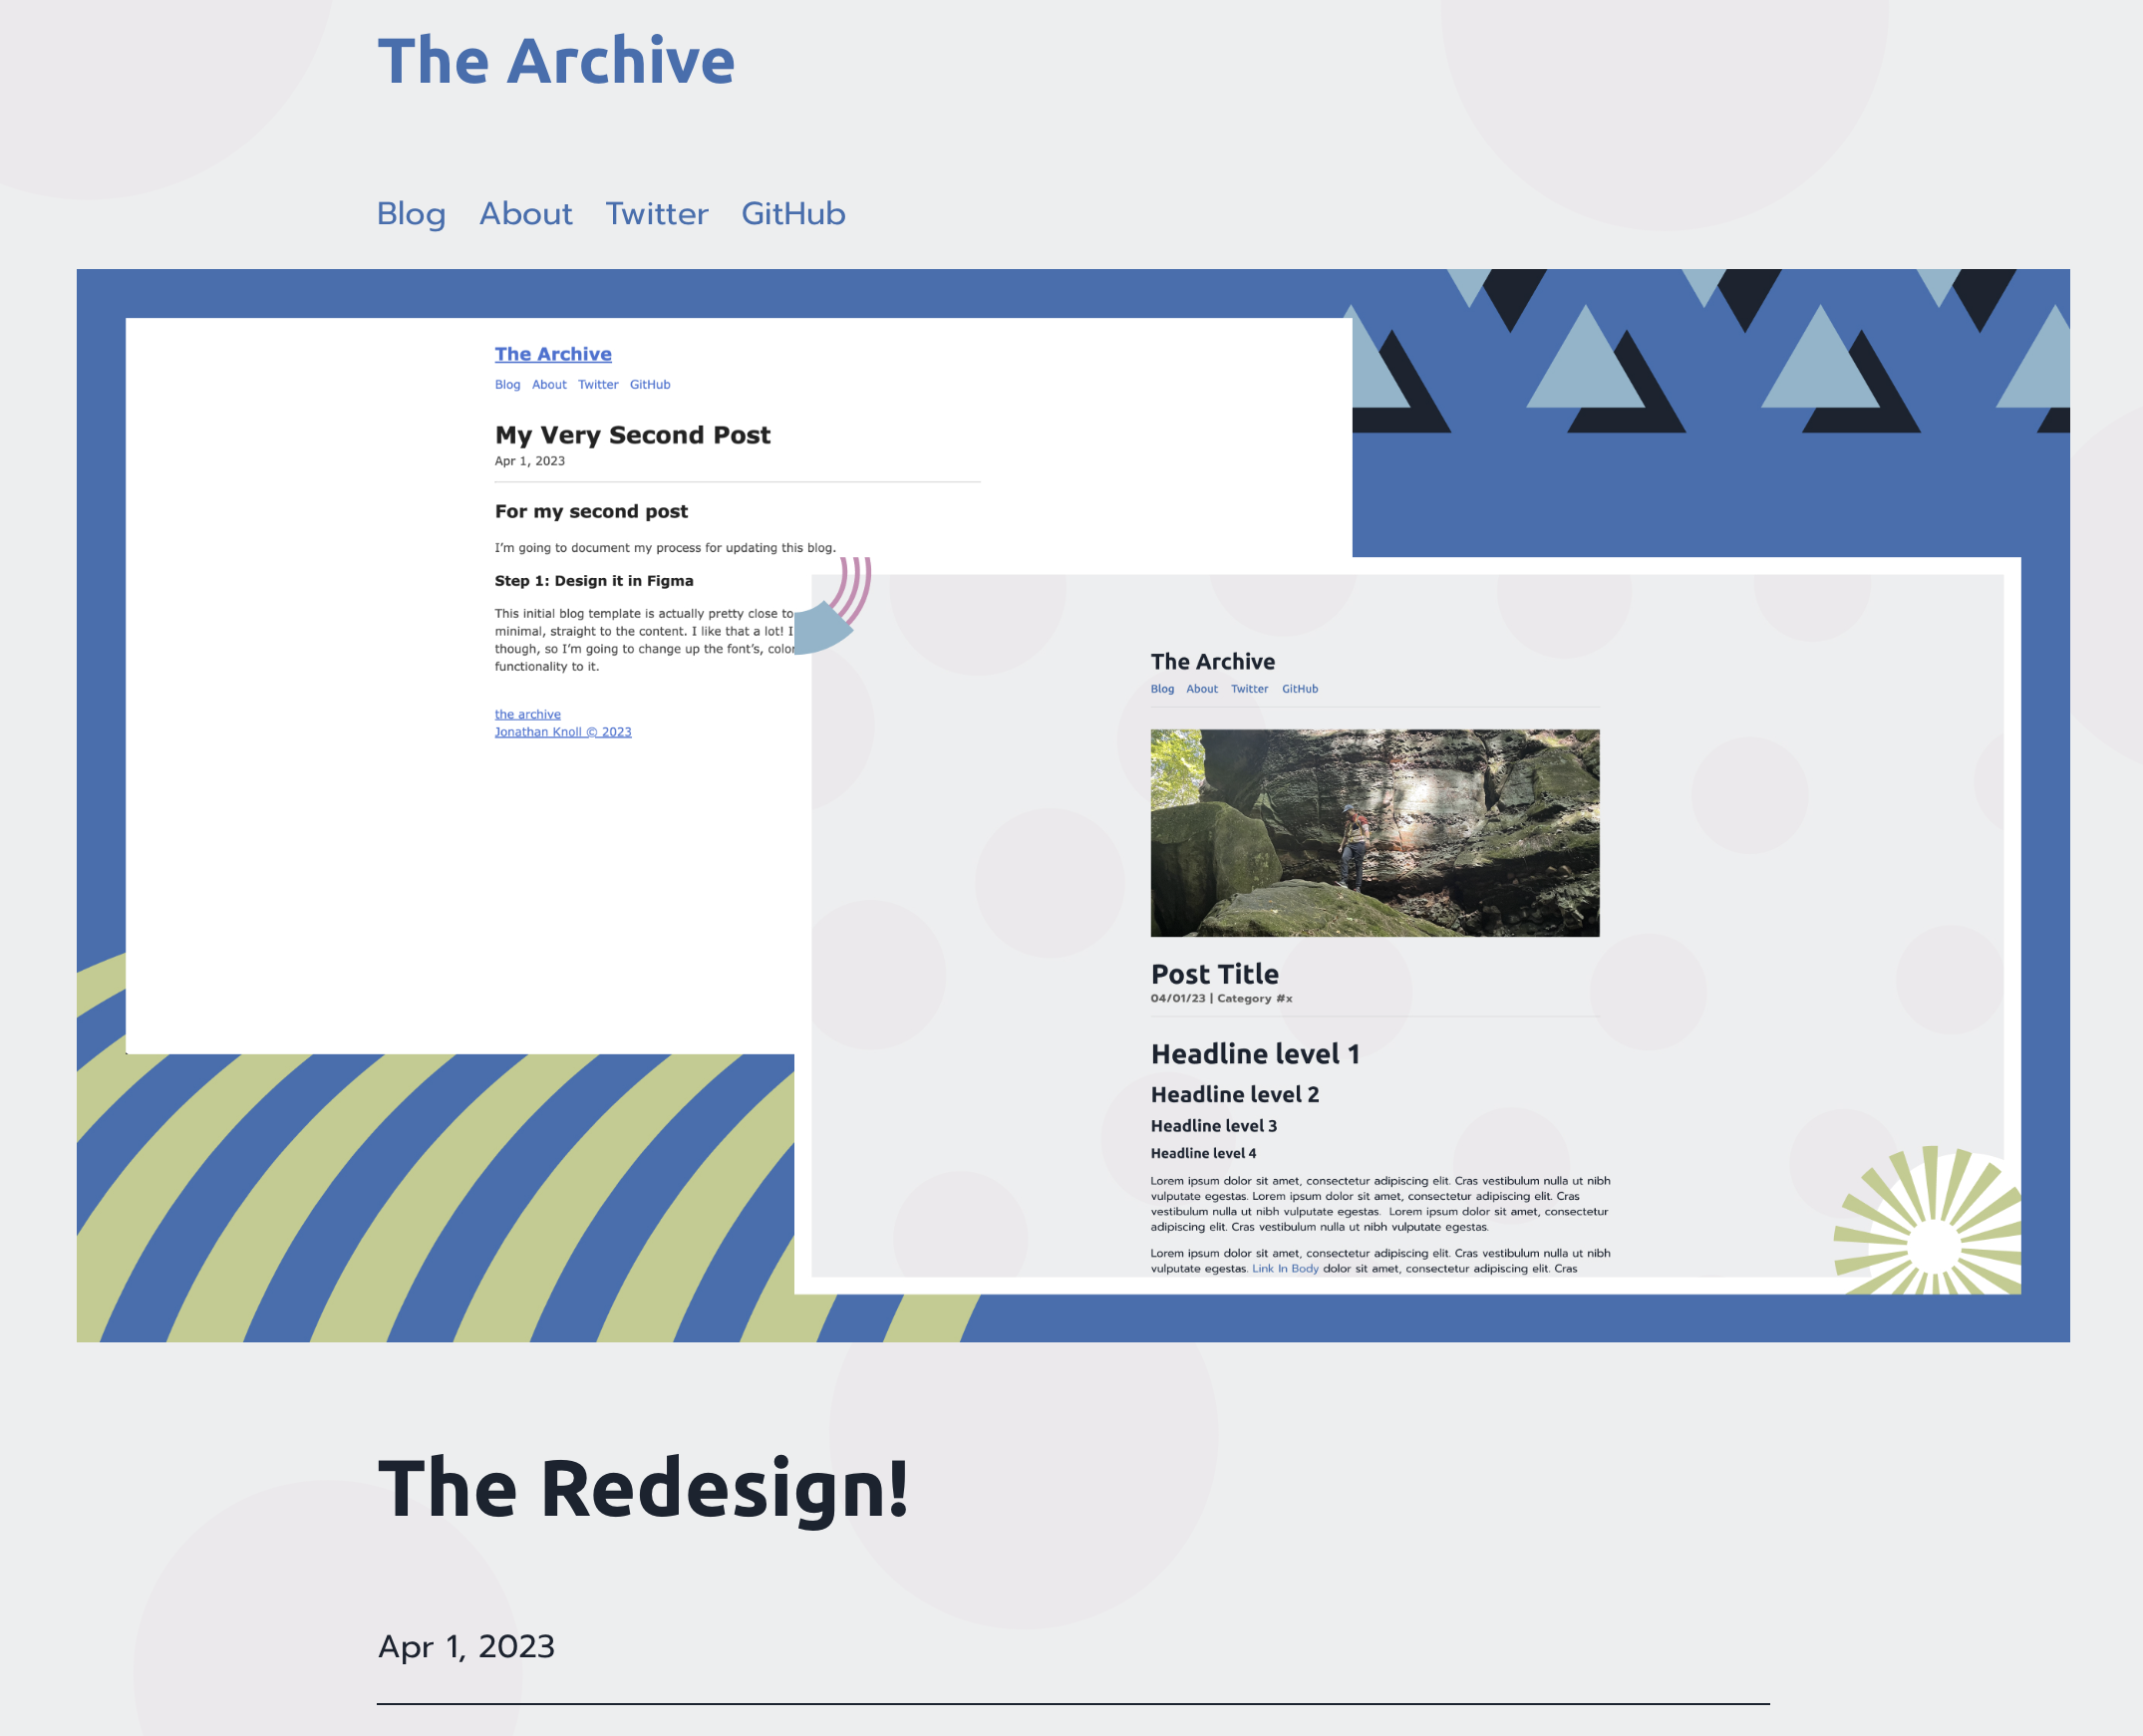 The Archive
Blog About Twitter GitHub
The Archive
Blog About Twitter GitHub
My Very Second Post
Apr 1, 2023
For my second post
I’m going to document my process for updating this blog.
Step 1: Design it in Figma
This initial blog template is actually pretty close to
minimal, straight to the content. I like that a lot! I
though, so I’m going to change up the font’s, color
functionality to it.
the archive
Jonathan Knoll © 2023
The Archive
Blog About Twitter GitHub
Post Title
04/01/23 | Category #x
Headline level 1
Headline level 2
Headline level 3
Headline level 4
Lorem ipsum dolor sit amet, consectetur adipiscing elit. Cras vestibulum nulla ut nibh
vulputate egestas. Lorem ipsum dolor sit amet, consectetur adipiscing elit. Cras
vestibulum nulla ut nibh vulputate egestas. Lorem ipsum dolor sit amet, consectetur
adipiscing elit. Cras vestibulum nulla ut nibh vulputate egestas.
Lorem ipsum dolor sit amet, consectetur adipiscing elit. Cras vestibulum nulla ut nibh
vulputate egestas. Link In Body dolor sit amet, consectetur adipiscing elit. Cras
The Redesign!
Apr 1, 2023